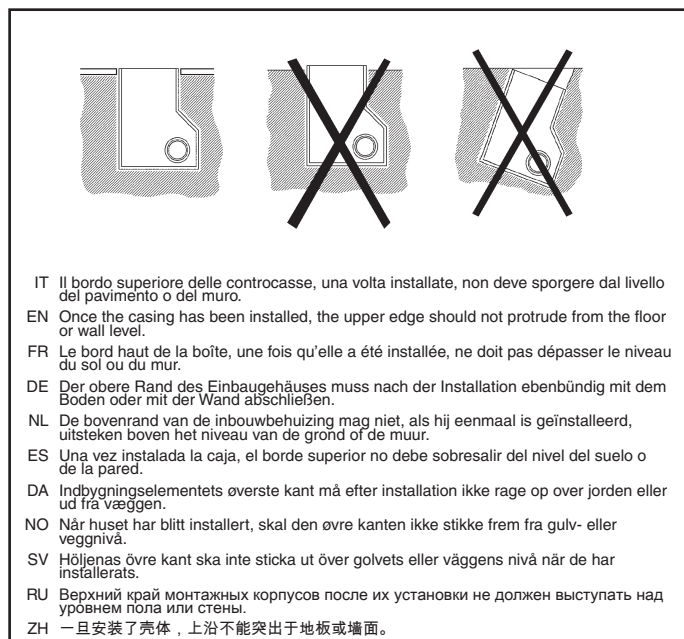 IT Il bordo superiore delle controcasse, una volta installate, non deve sporgere dal livello
del pavimento o del muro.
EN Once the casing has been installed, the upper edge should not protrude from the floor
or wall level.
FR Le bord haut de la boîte, une fois qu'elle a été installée, ne doit pas dépasser le niveau
du sol ou du mur.
DE Der obere Rand des Einbaugehäuses muss nach der Installation ebenbündig mit dem
Boden oder mit der Wand abschließen.
NL De bovenrand van de inbouwbehuizing mag niet, als hij eenmaal is geïnstalleerd,
uitsteken boven het niveau van de grond of de muur.
ES Una vez instalada la caja, el borde superior no debe sobresalir del nivel del suelo o
de la pared.
DA Indbygningselementets øverste kant må efter installation ikke rage op over jorden eller
ud fra væggen.
NO Når huset har blitt installert, skal den øvre kanten ikke stikke frem fra gulv- eller
veggnivå.
SV Höljenas övre kant ska inte sticka ut över golvets eller väggens nivå när de har
installerats.
RU Верхний край монтажных корпусов после их установки не должен выступать над
уровнем пола или стены.
ZH 一旦安装了壳体，上沿不能突出于地板或墙面。